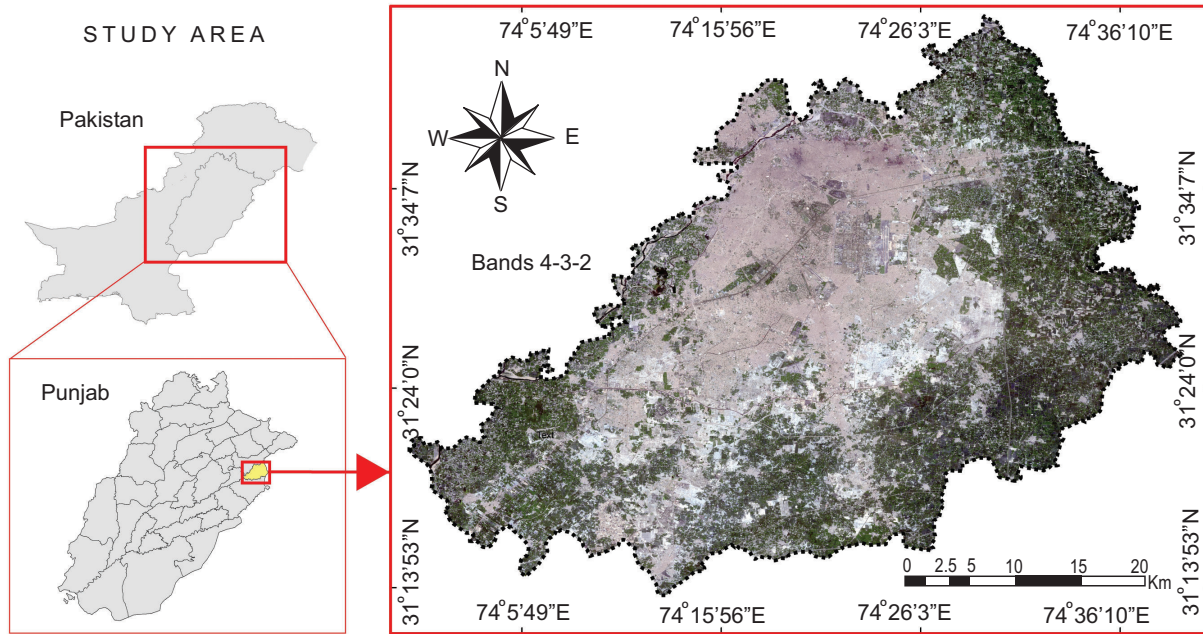 STUDY AREA
Pakistan
Punjab
74°5'49”E 74°15'56”E 74°26'3”E 74°36'10”E
N
W E
S
Bands 4-3-2
31°34'7”N 31°34'7”N
31°24'0”N 31°24'0”N
31°13'53”N 31°13'53”N
Text
0 2.5 5 10 15 20
Km
74°5'49”E 74°15'56”E 74°26'3”E 74°36'10”E